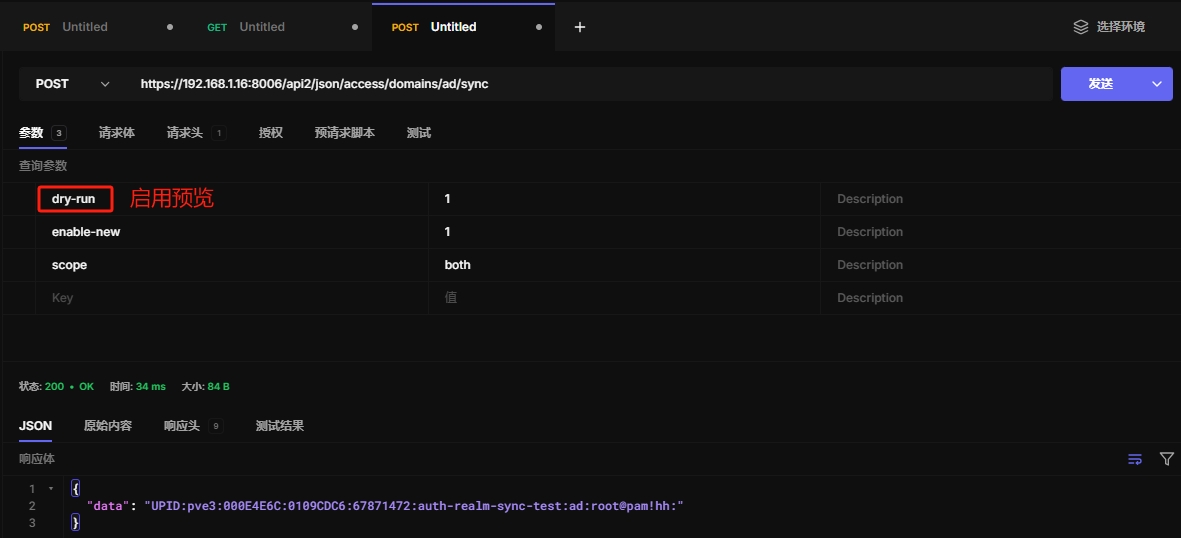 POST Untitled GET Untitled POST Untitled + 选择环境
POST https://192.168.1.16:8006/api2/json/access/domains/ad/sync 发送
参数 3 请求体 请求头 1 授权 预请求脚本 测试
查询参数
dry-run 启用预览 1 Description
enable-new 1 Description
scope both Description
Key 值 Description
状态: 200 • OK 时间: 34 ms 大小: 84 B
JSON 原始内容 响应头 9 测试结果
响应体
1 {
2 "data": "UPID:pve3:000E4E6C:0109CDC6:67871472:auth-realm-sync-test:ad:root@pam!hh:"
3 }